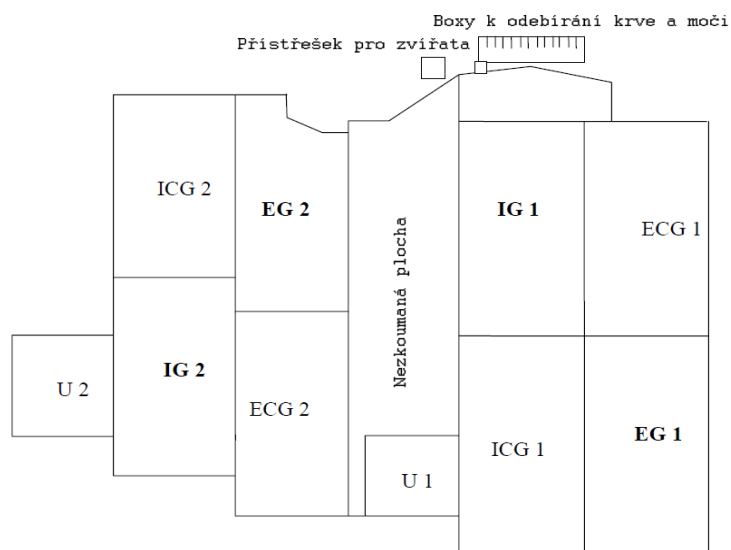 Boxy k odebírání krve a moči
Přístřešek pro zvířata
ICG 2
EG 2
IG 1
ECG 1
Nezkoumaná plocha
IG 2
U 2
ECG 2
EG 1
ICG 1
U 1